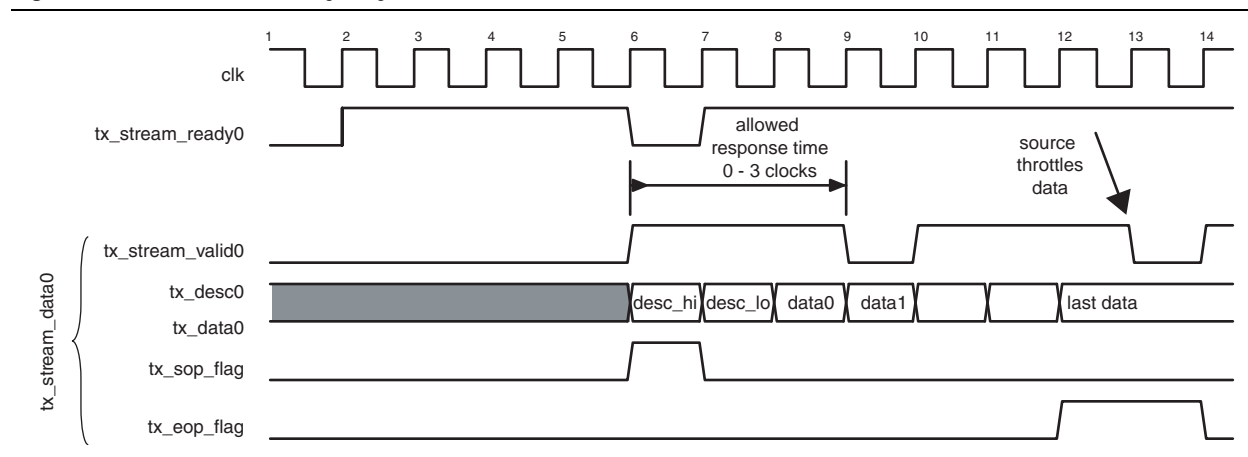 1 2 3 4 5 6 7 8 9 10 11 12 13 14
clk
tx_stream_ready0
allowed
response time
0 - 3 clocks
source
throttles
data
tx_stream_data0
tx_stream_valid0
tx_desc0
desc_hi desc_lo data0 data1 last data
tx_data0
tx_sop_flag
tx_eop_flag